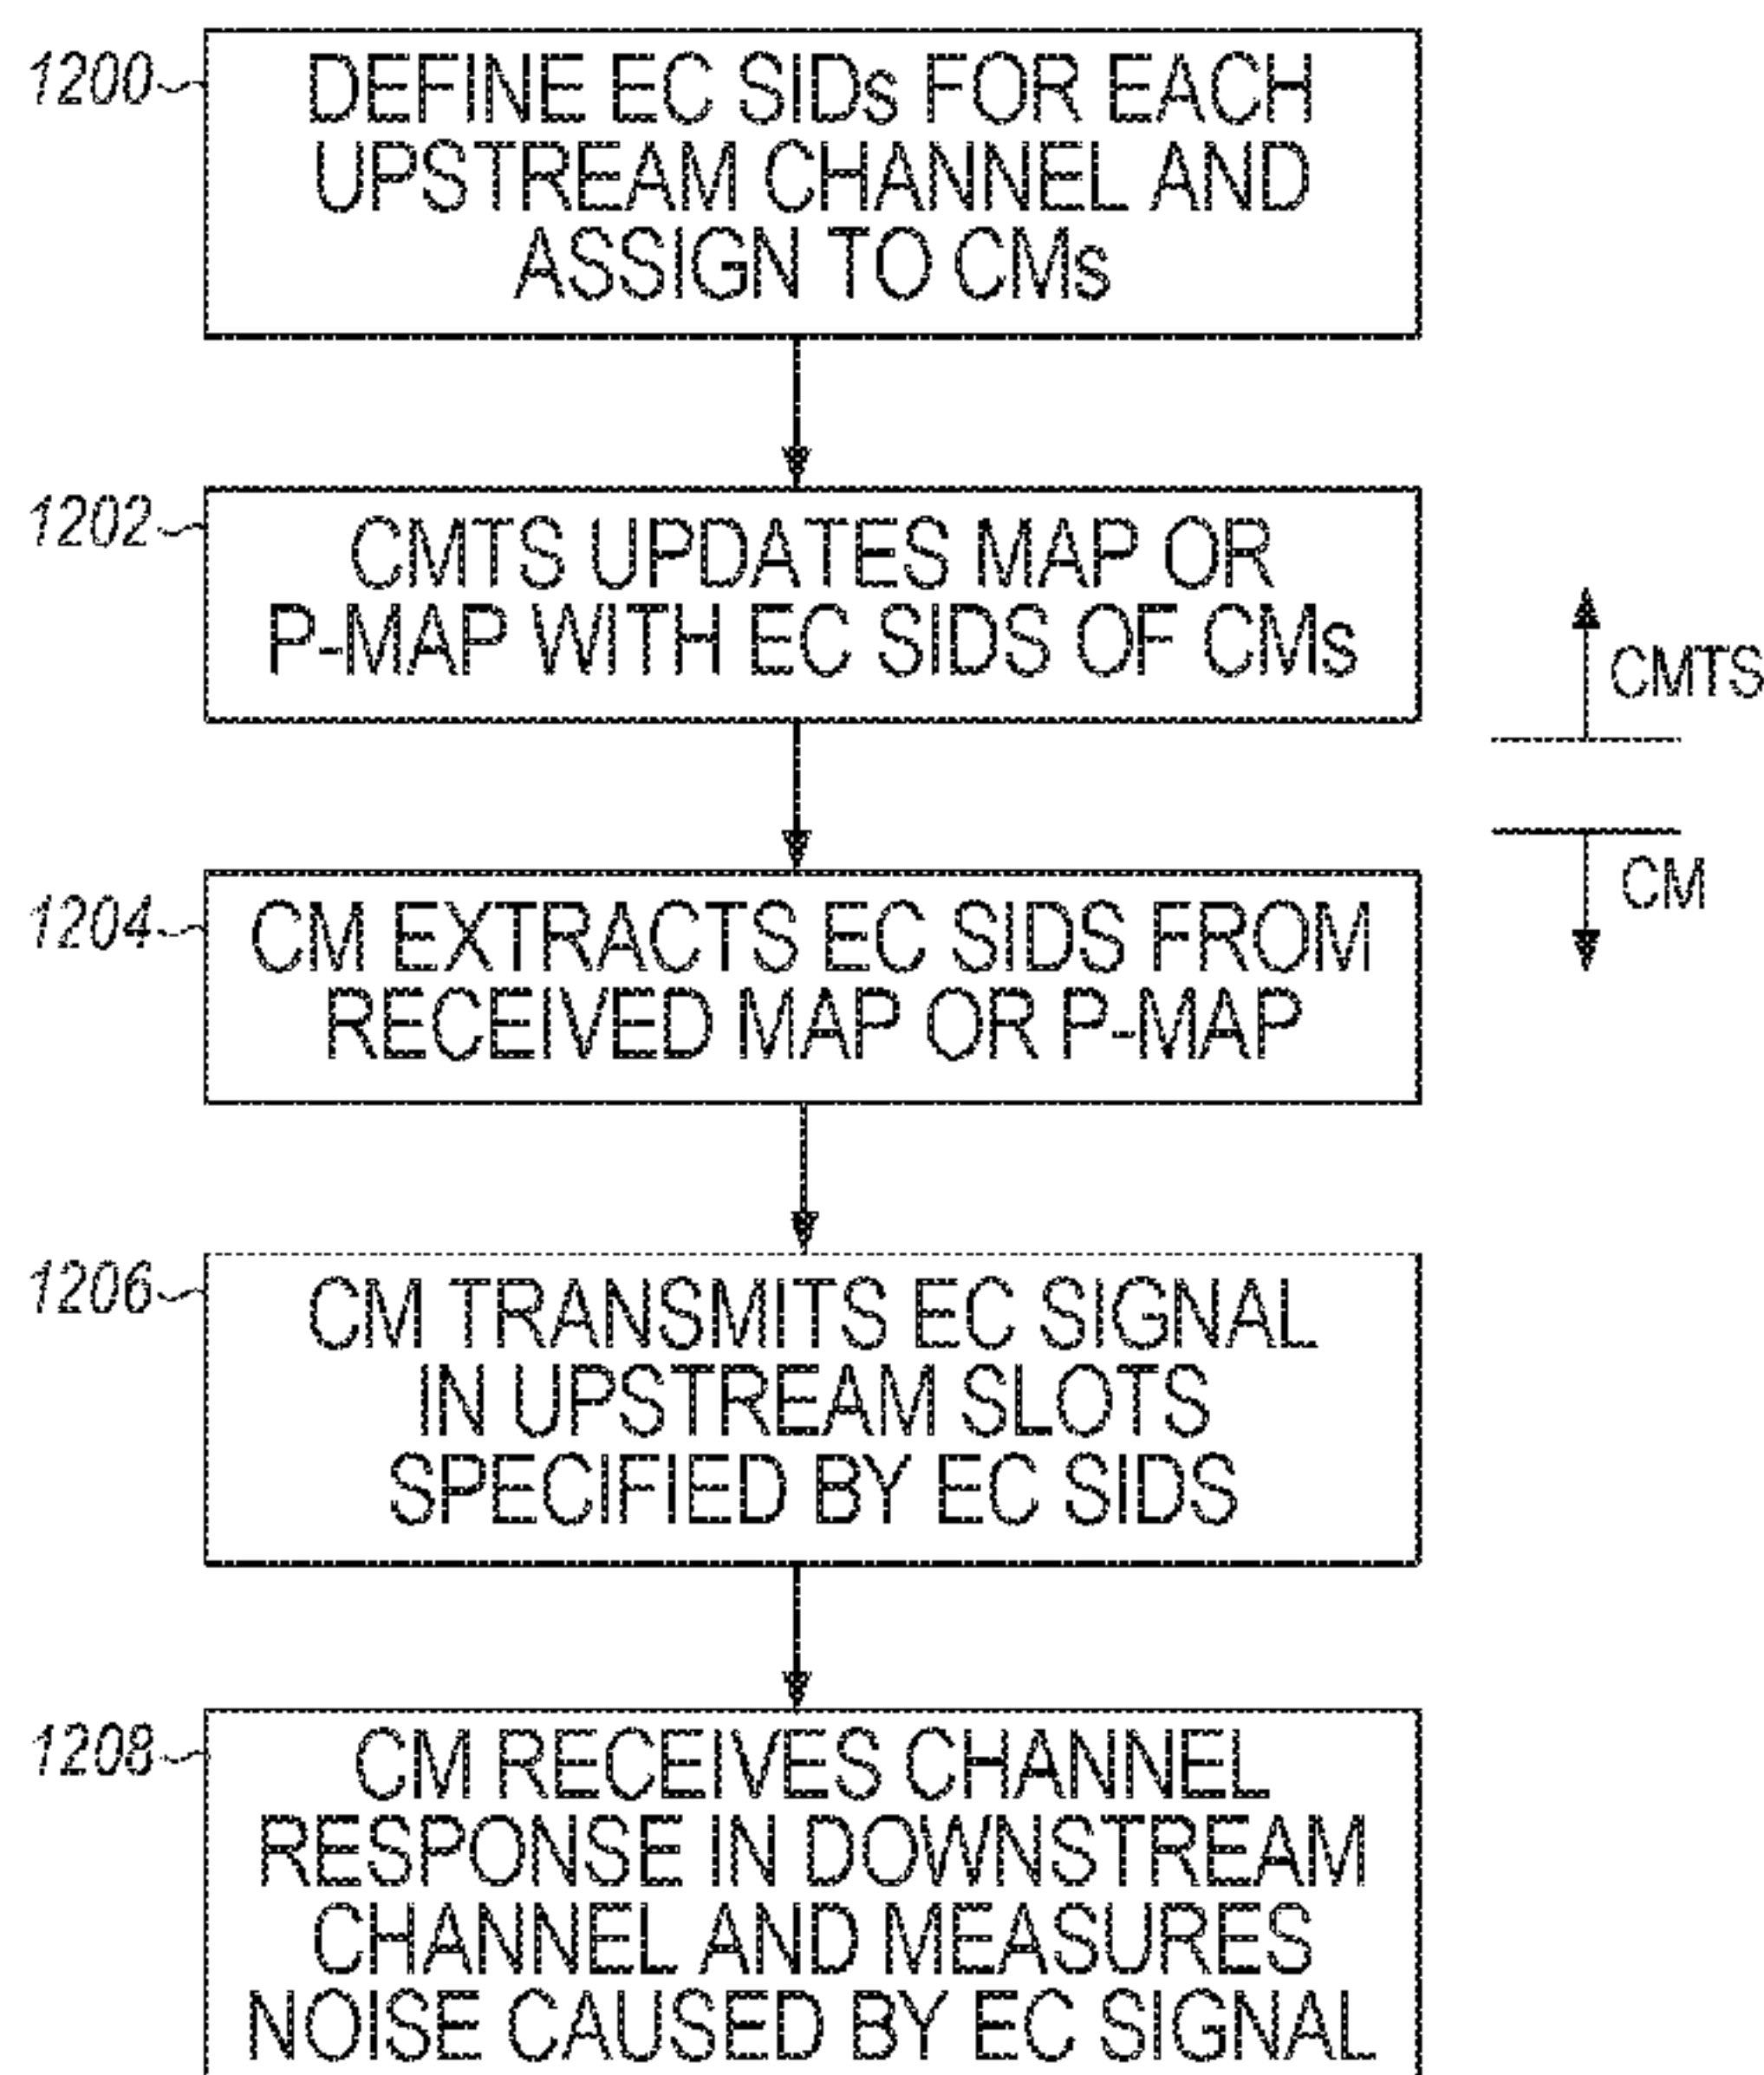 1200
DEFINE EC SIDs FOR EACH
UPSTREAM CHANNEL AND
ASSIGN TO CMs
1202
CMTS UPDATES MAP OR
P-MAP WITH EC SIDS OF CMs
CMTS
CM
1204
CM EXTRACTS EC SIDS FROM
RECEIVED MAP OR P-MAP
1206
CM TRANSMITS EC SIGNAL
IN UPSTREAM SLOTS
SPECIFIED BY EC SIDS
1208
CM RECEIVES CHANNEL
RESPONSE IN DOWNSTREAM
CHANNEL AND MEASURES
NOISE CAUSED BY EC SIGNAL